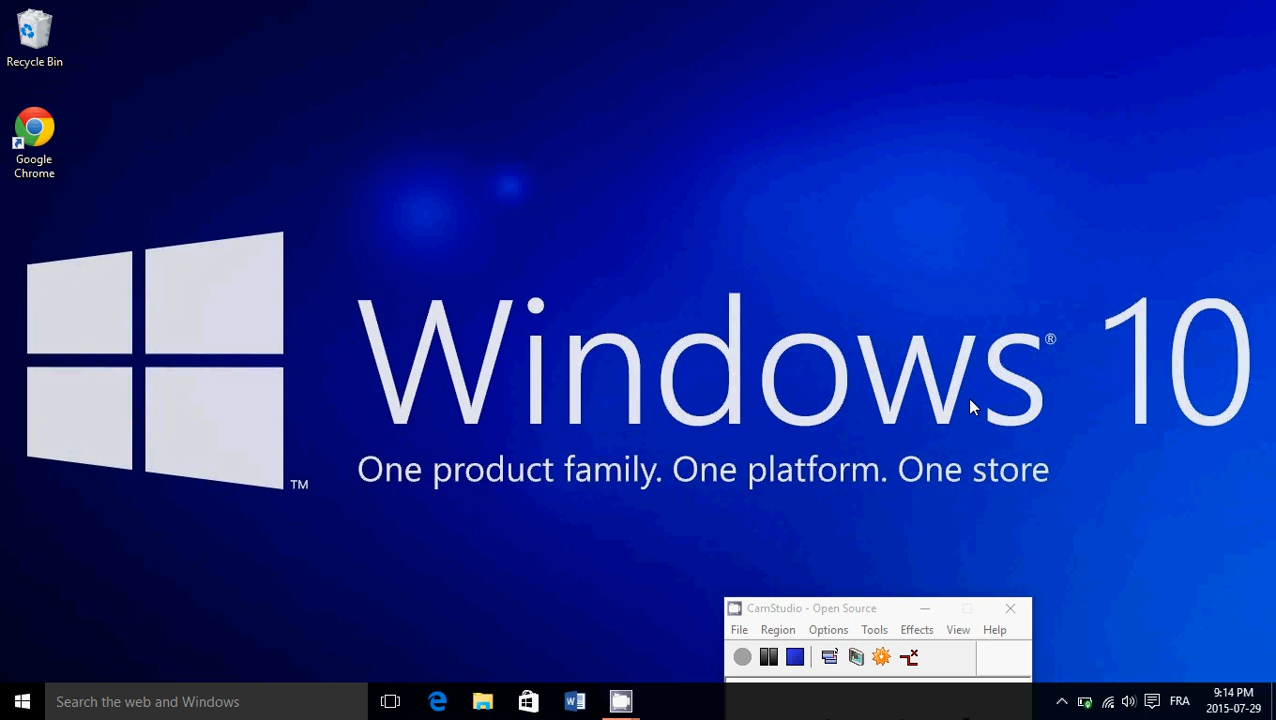 Recycle Bin
Google
Chrome
Windows® 10
™
One product family. One platform. One store
CamStudio - Open Source
File Region Options Tools Effects View Help
Search the web and Windows
FRA
9:14 PM
2015-07-29